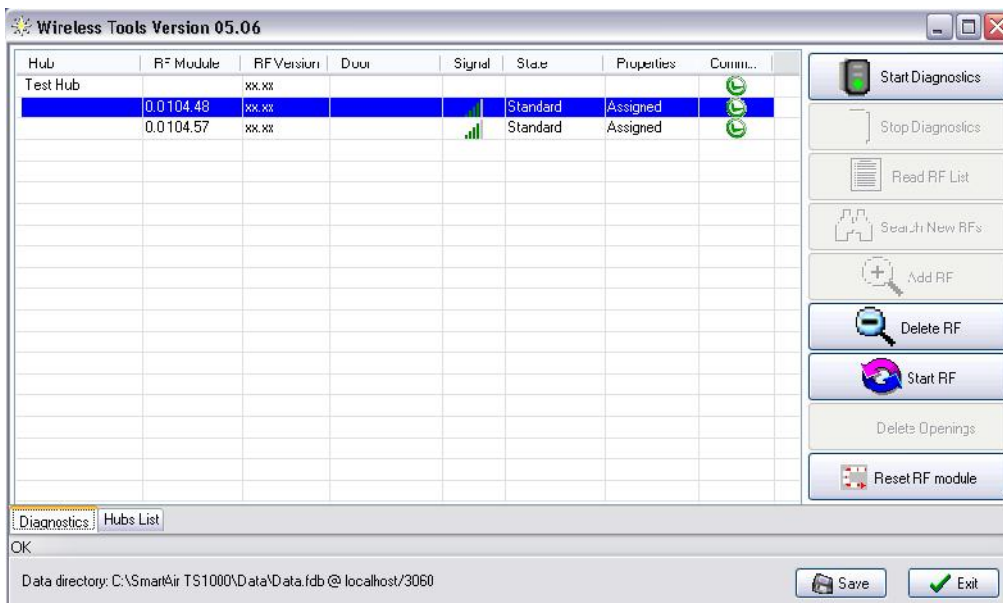 Wireless Tools Version 05.06
Hub RF Module RF Version Door Signal State Properties Comm...
Test Hub xx.xx
0.0104.48 xx.xx Standard Assigned
0.0104.57 xx.xx Standard Assigned
Start Diagnostics
Stop Diagnostics
Read RF List
Search New RFs
Add RF
Delete RF
Start RF
Delete Openings
Reset RF module
Diagnostics Hubs List
OK
Data directory: C:\SmartAir TS1000\Data\Data.fdb @ localhost/3060
Save Exit